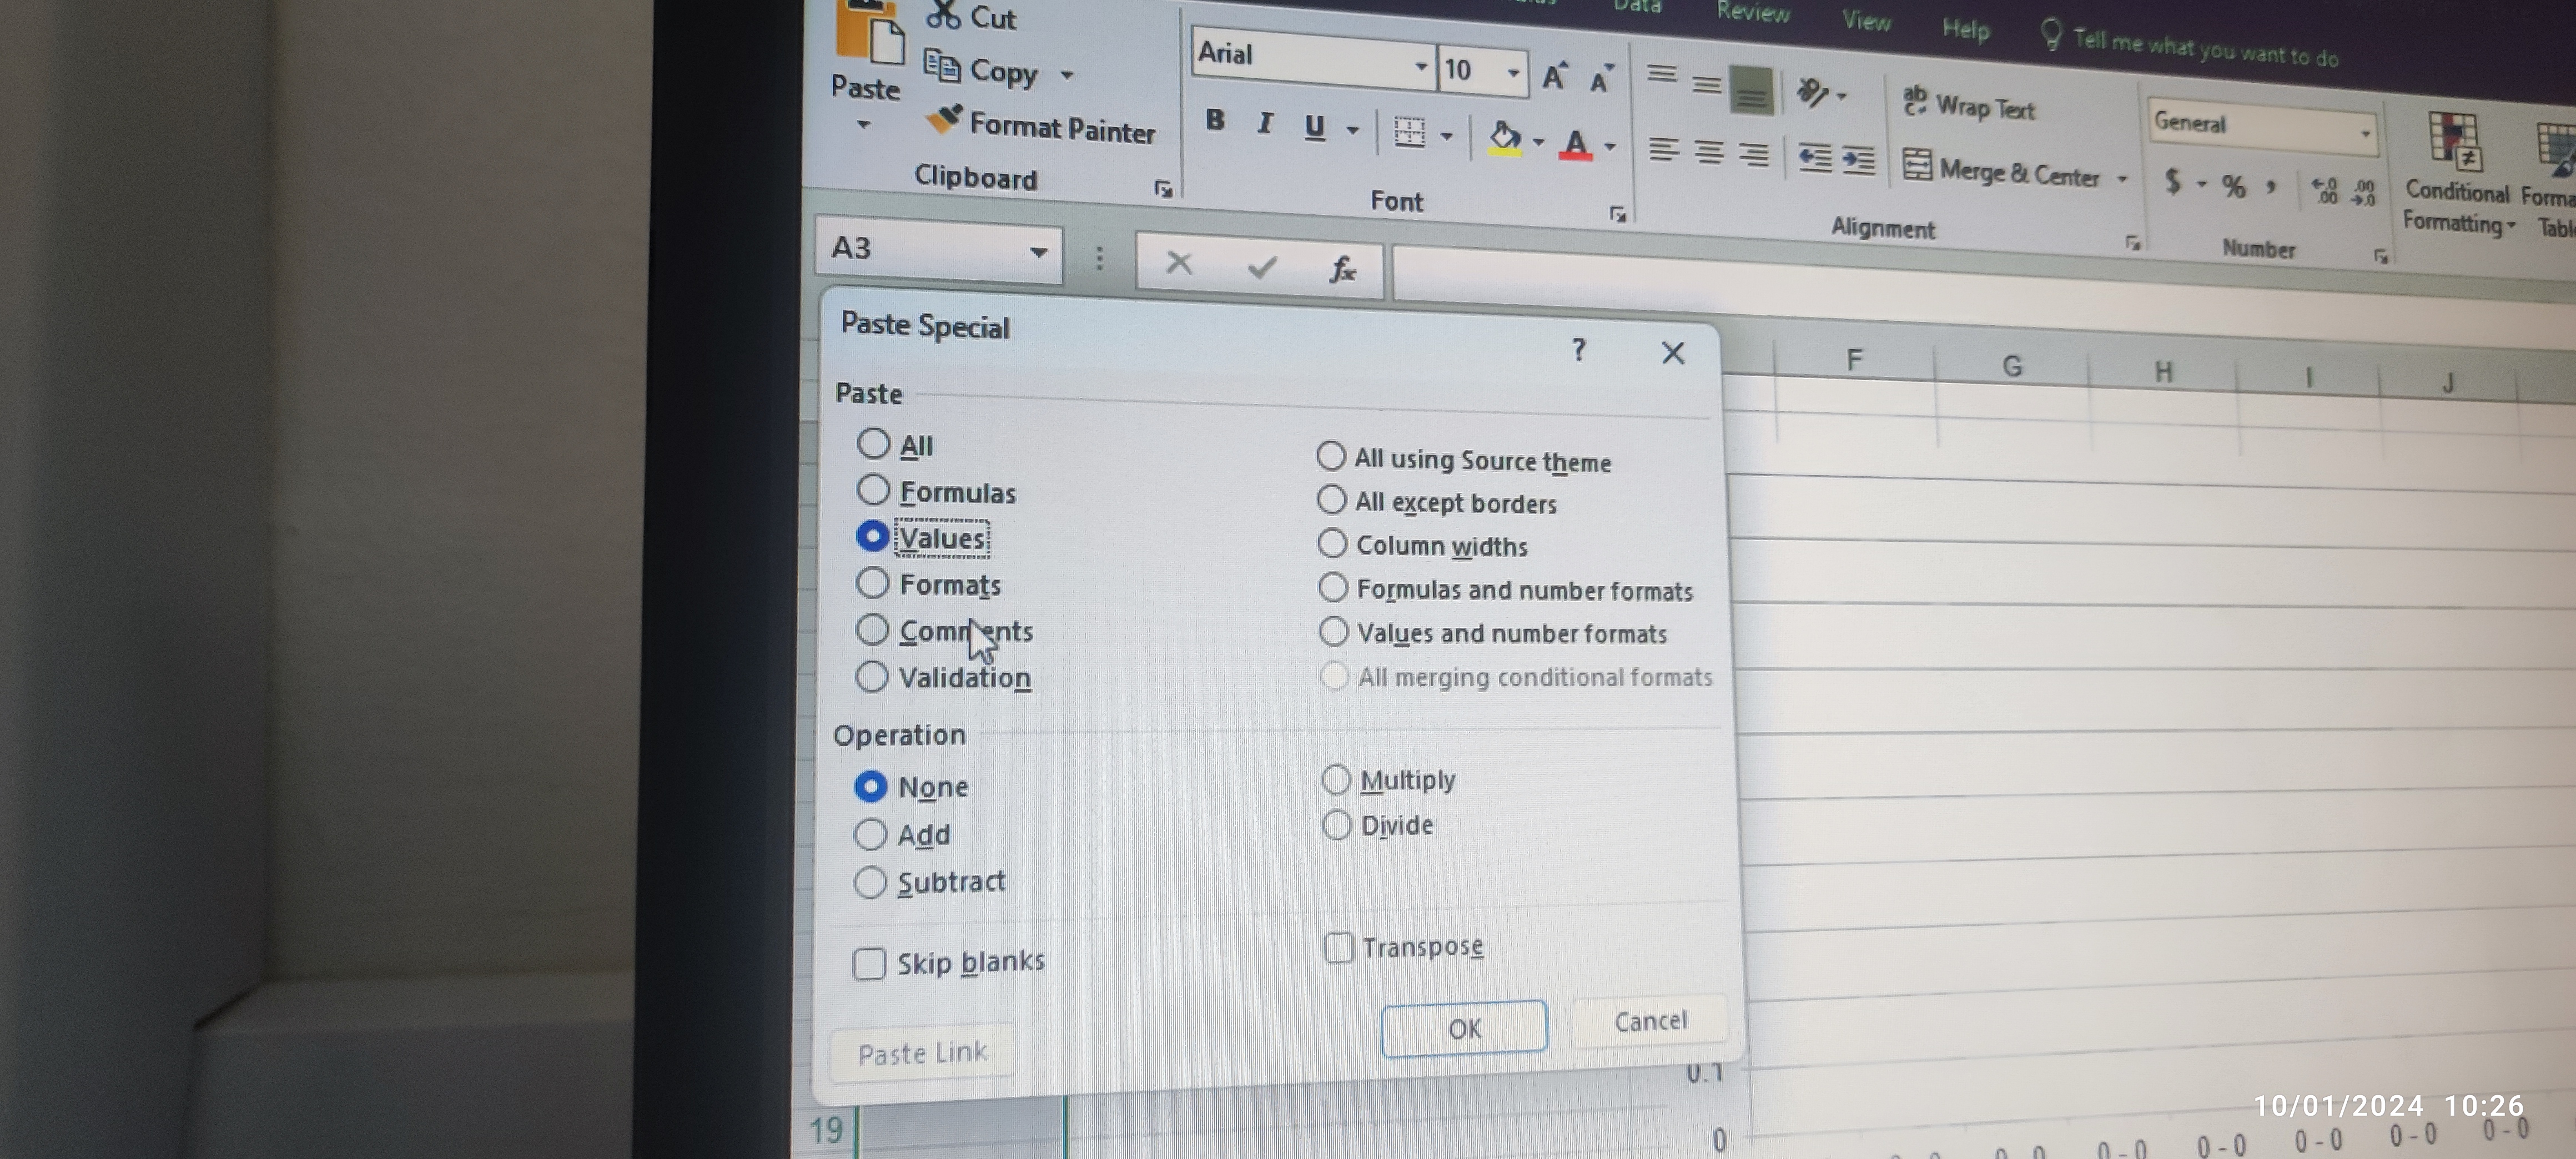 Cut
Data Review View Help Tell me what you want to do
Copy
Paste
Format Painter
Clipboard
Arial 10
B I U A
Font
Wrap Text
Merge & Center
Alignment
General
$ % ,
Number
Conditional
Formatting
A3
fx
Paste Special
? X
F G H I J
Paste
All
Formulas
Values
Formats
Comments
Validation
All using Source theme
All except borders
Column widths
Formulas and number formats
Values and number formats
All merging conditional formats
Operation
None
Add
Subtract
Multiply
Divide
Skip blanks
Transpose
Paste Link
OK
Cancel
0.1
19
0
0-0 0-0 0-0 0-0 0-0
10/01/2024 10:26